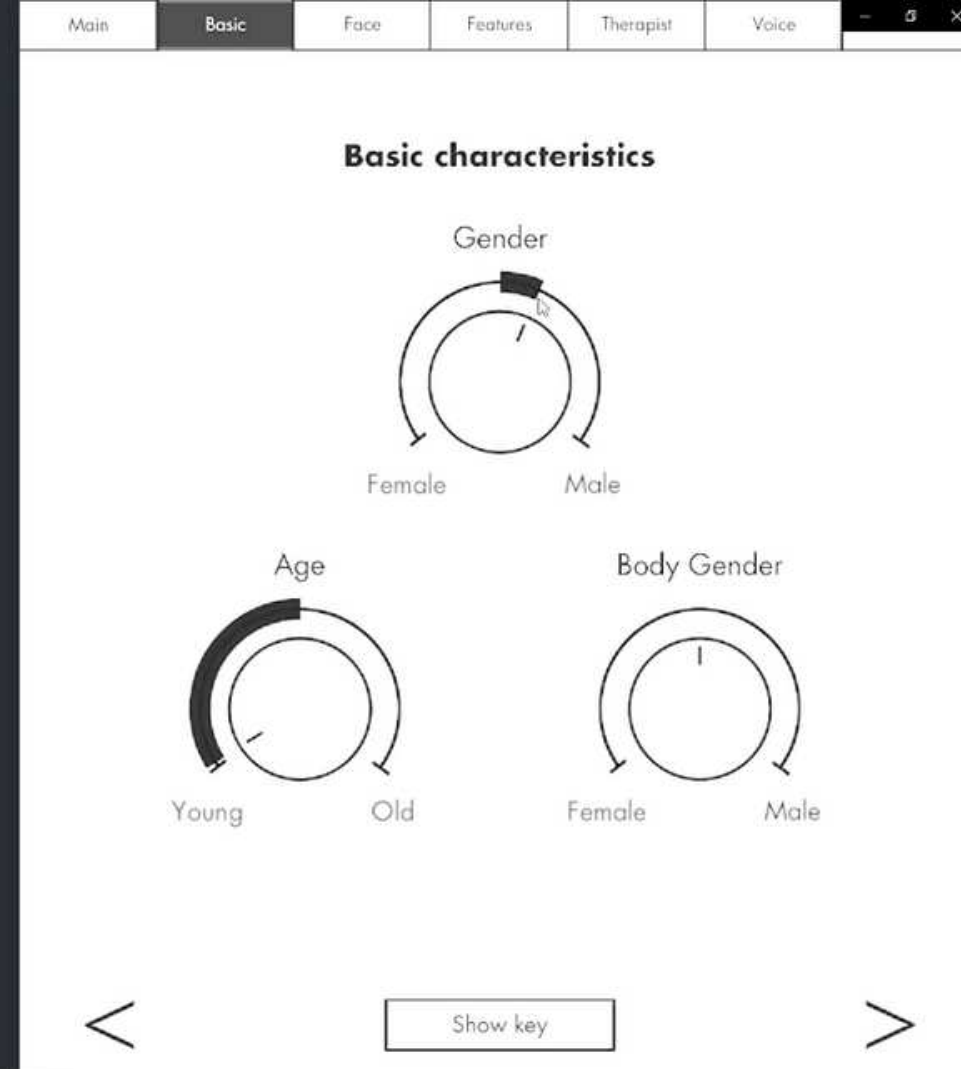 Main Basic Face Features Therapist Voice
Basic characteristics
Gender
Female Male
Age Body Gender
Young Old Female Male
Show key